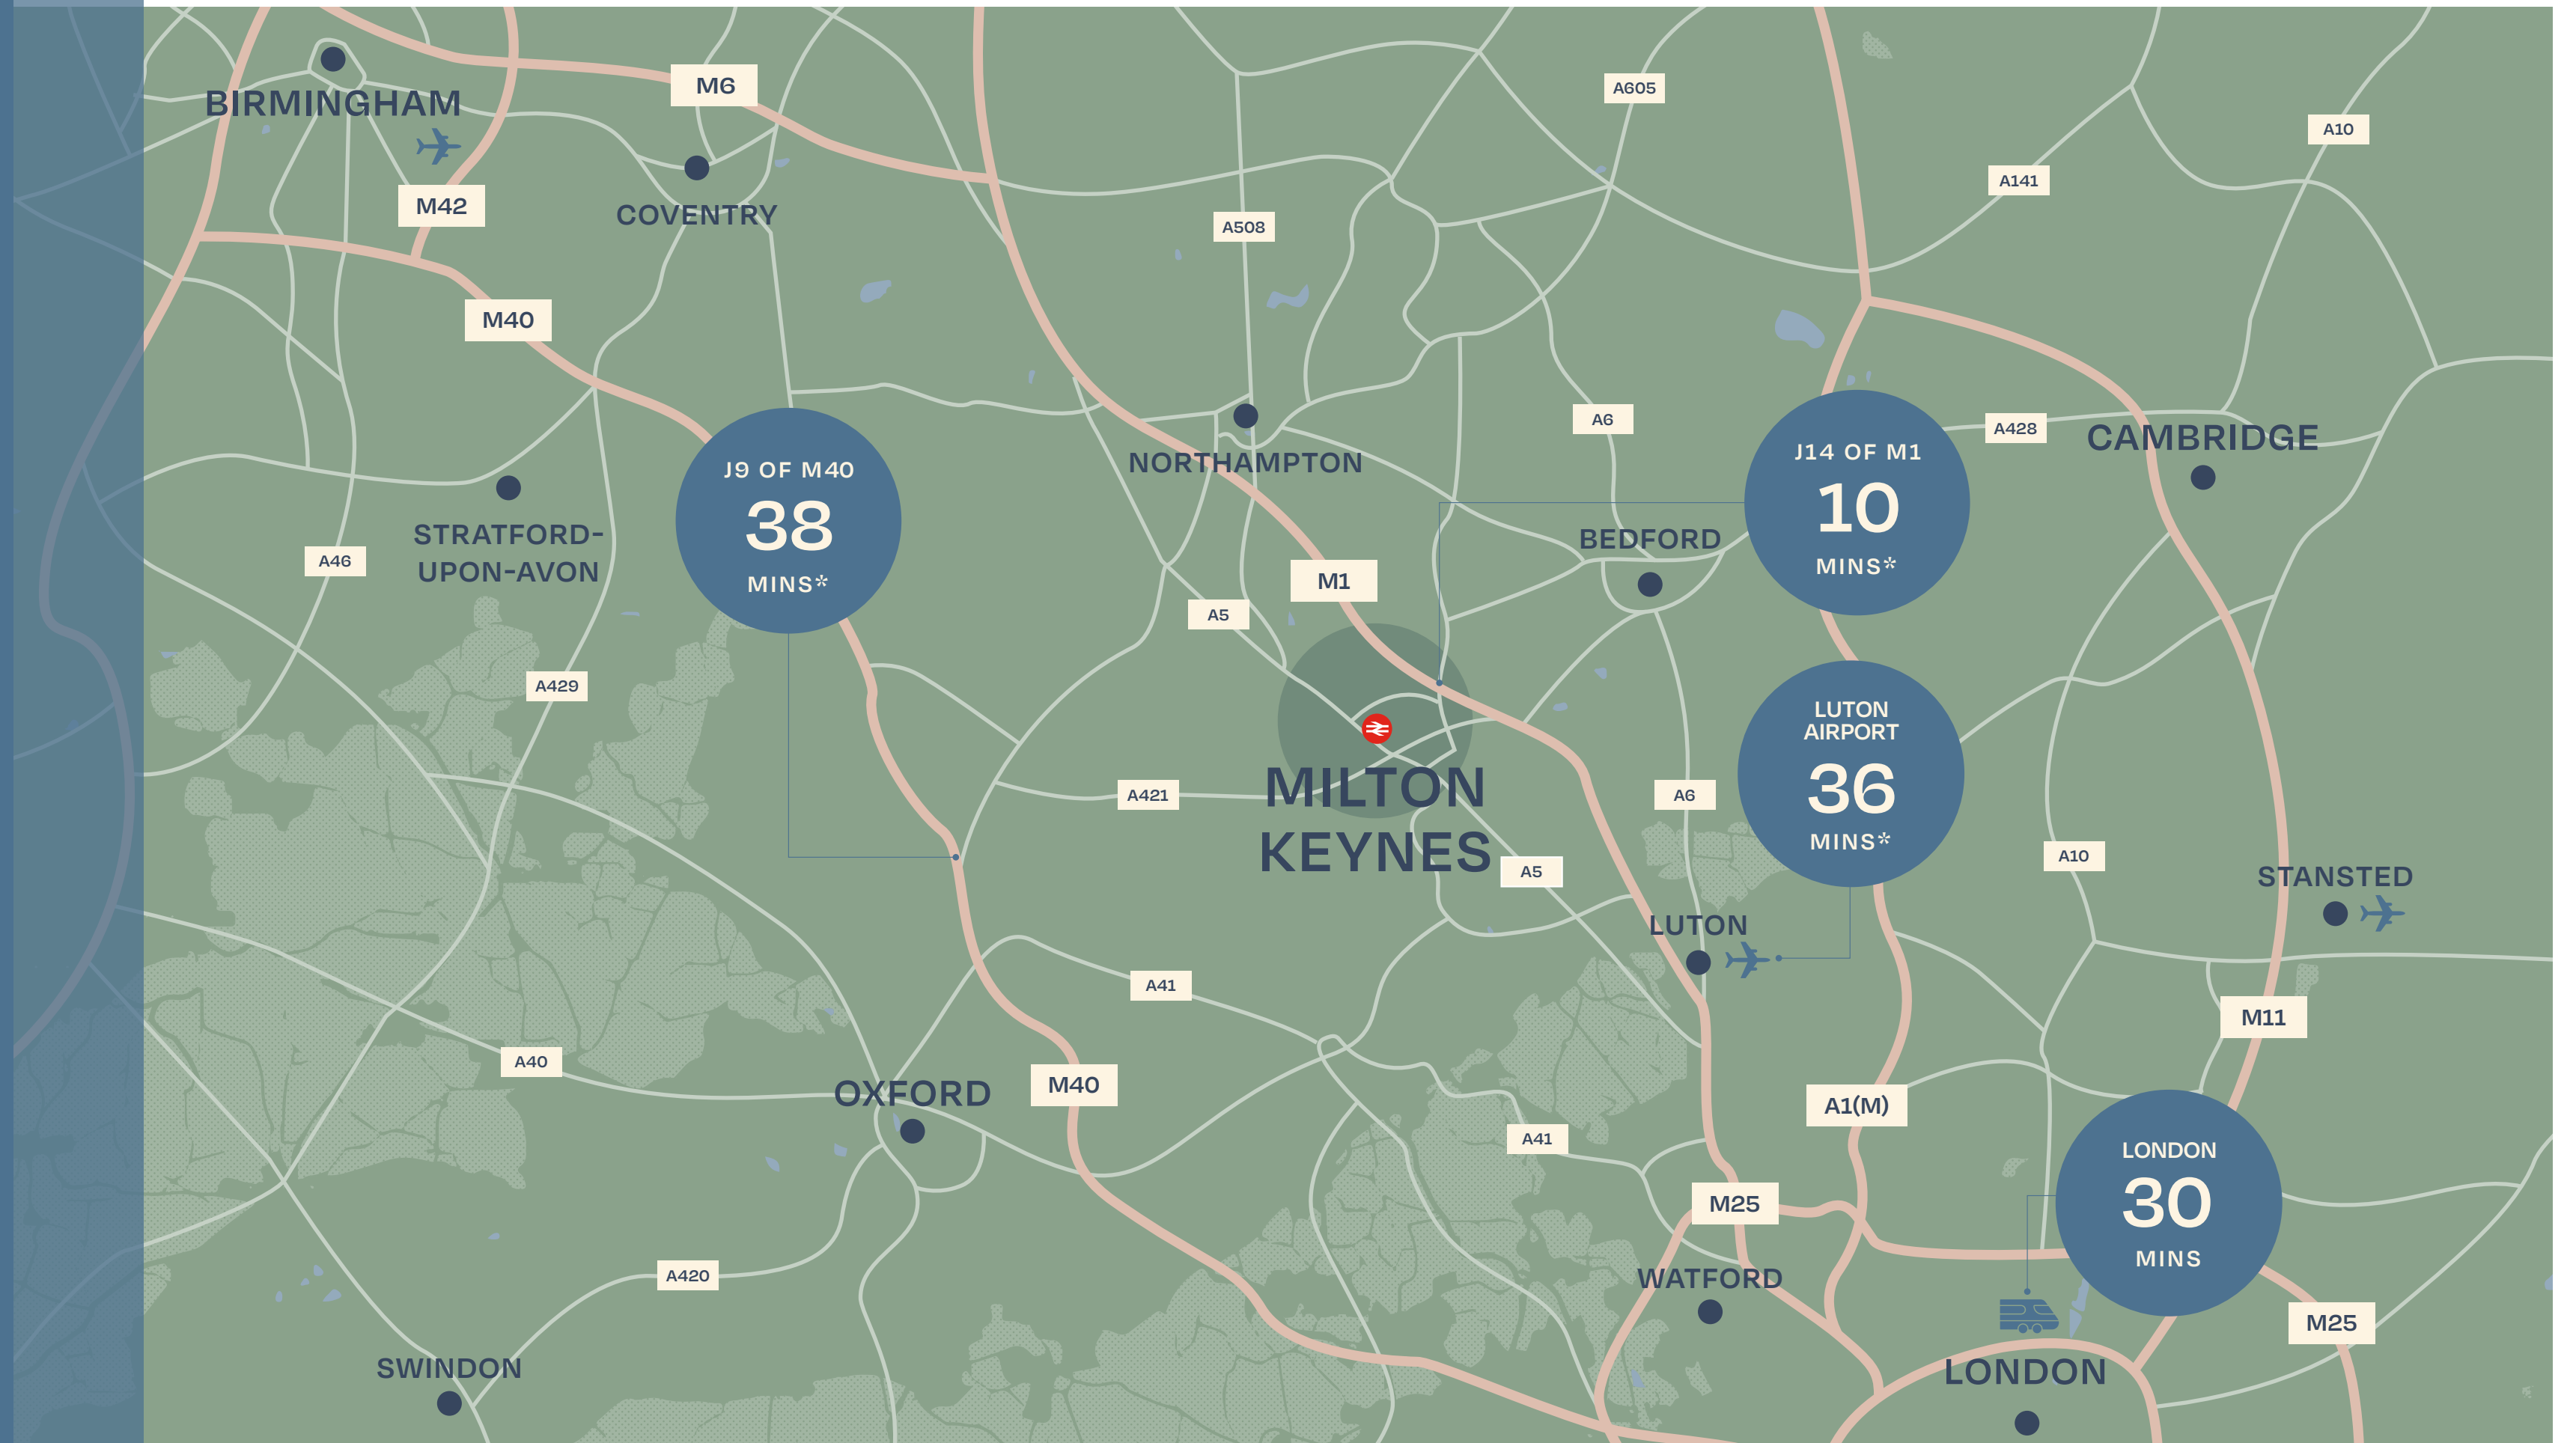 BIRMINGHAM
M6
A605
A10
M42
COVENTRY
A508
A141
M40
A6
A428
CAMBRIDGE
NORTHAMPTON
J9 OF M40
38
MINS*
J14 OF M1
10
MINS*
STRATFORD-
UPON-AVON
A46
BEDFORD
M1
A5
A429
LUTON
AIRPORT
36
MINS*
A421
MILTON
KEYNES
A6
A5
A10
STANSTED
LUTON
A41
M11
A40
OXFORD
M40
A1(M)
A41
LONDON
30
MINS
M25
A420
WATFORD
M25
SWINDON
LONDON